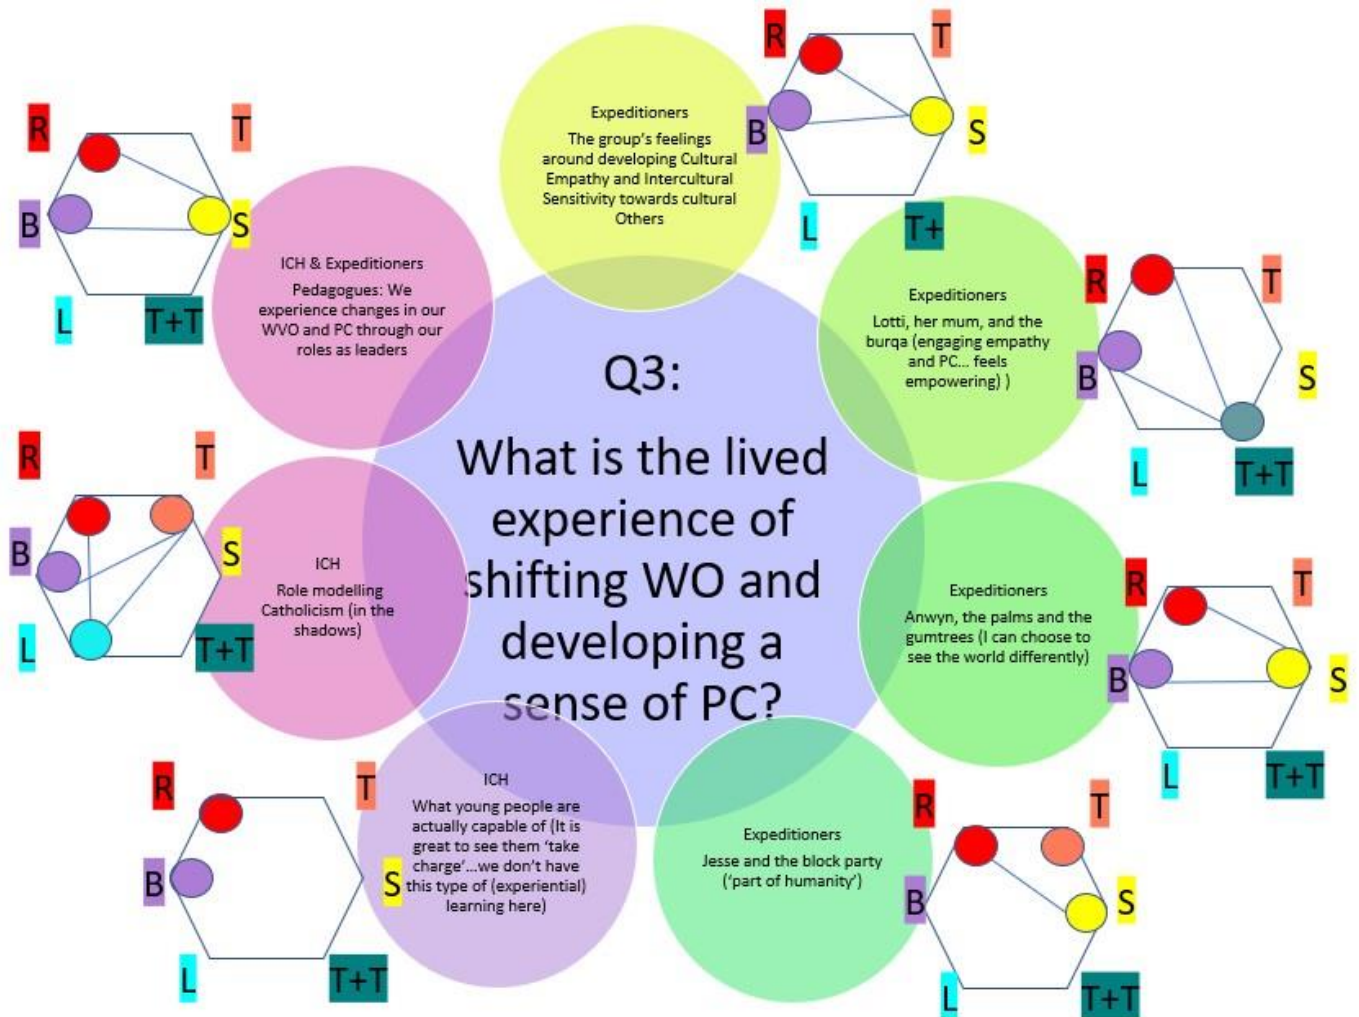 R
T
B
S
L
T+
Expeditioners
The group's feelings
around developing Cultural
Empathy and Intercultural
Sensitivity towards cultural
Others
R
T
B
S
L
T+T
Expeditioners
Lotti, her mum, and the
burqa (engaging empathy
and PC... feels
empowering) )
R
T
B
S
L
T+T
Expeditioners
Anwyn, the palms and the
gumtrees (I can choose to
see the world differently)
R
T
B
S
L
T+T
Expeditioners
Jesse and the block party
('part of humanity')
R
T
B
S
L
T+T
ICH
What young people are
actually capable of (It is
great to see them 'take
charge'...we don't have
this type of (experiential)
learning here)
R
T
B
S
L
T+T
ICH
Role modelling
Catholicism (in the
shadows)
R
T
B
S
L
T+T
ICH & Expeditioners
Pedagogues: We
experience changes in our
WVO and PC through our
roles as leaders
R
T
B
S
L
T+T
Q3:
What is the lived
experience of
shifting WO and
developing a
sense of PC?